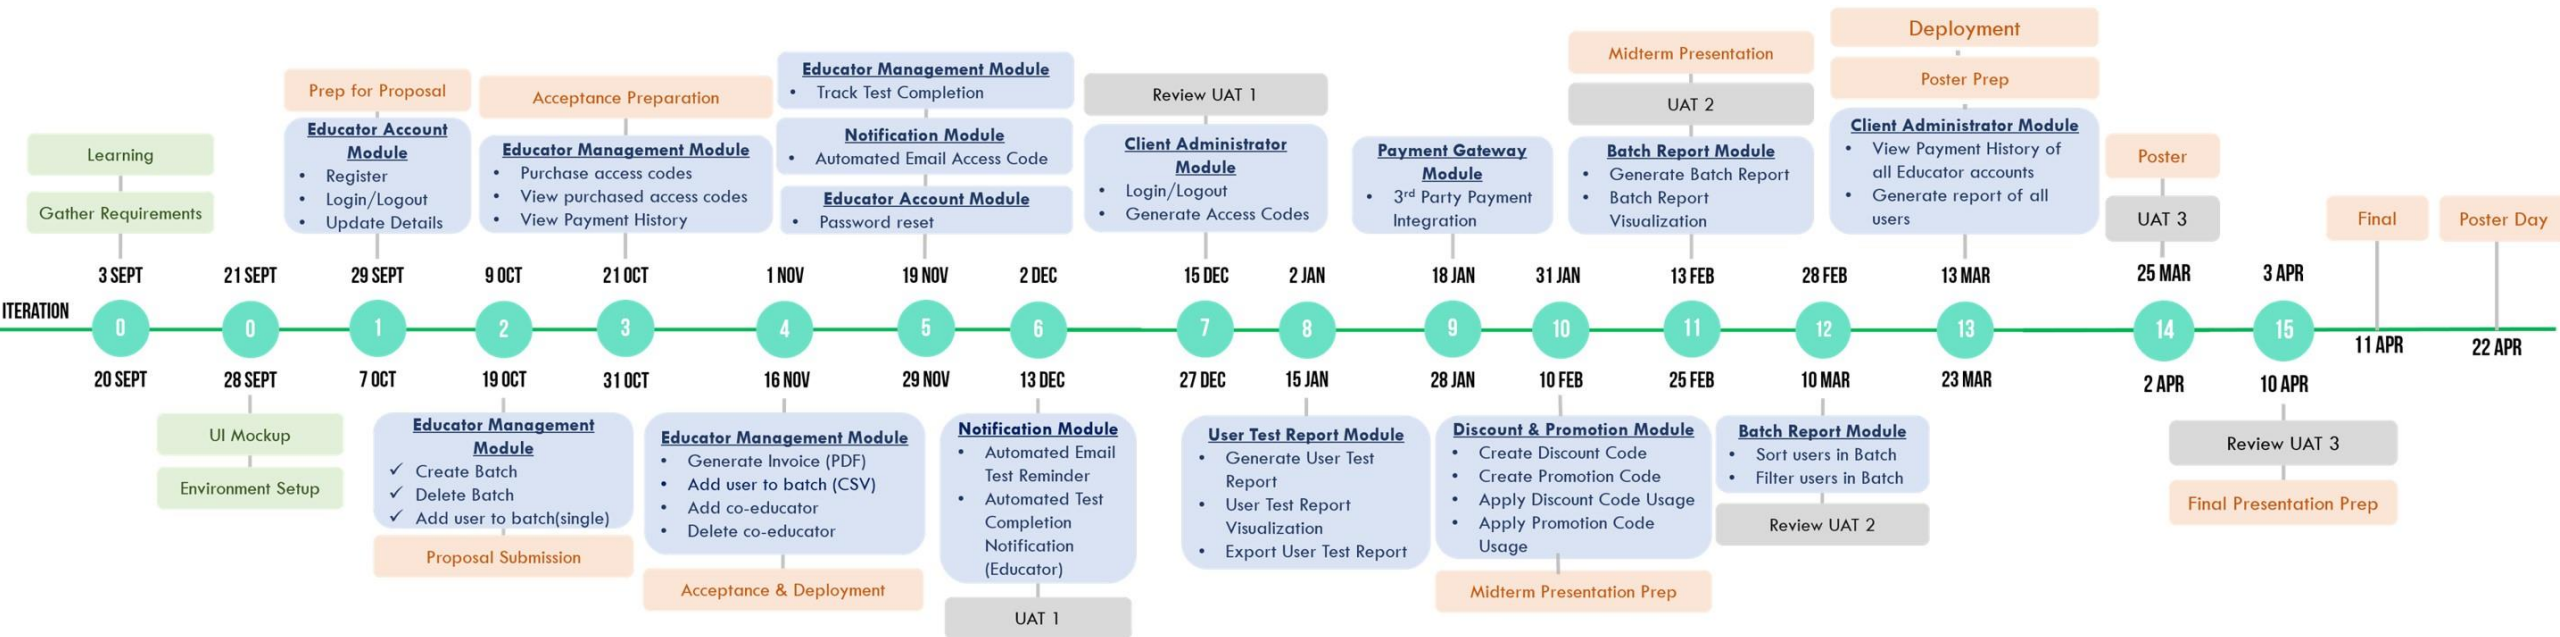 Learning
Gather Requirements
Prep for Proposal
Educator Account
Module
• Register
• Login/Logout
• Update Details
Acceptance Preparation
Educator Management Module
• Purchase access codes
• View purchased access codes
• View Payment History
Educator Management Module
• Track Test Completion
Notification Module
• Automated Email Access Code
Educator Account Module
• Password reset
Review UAT 1
Client Administrator
Module
• Login/Logout
• Generate Access Codes
Payment Gateway
Module
• 3rd Party Payment
Integration
Midterm Presentation
UAT 2
Batch Report Module
• Generate Batch Report
• Batch Report
Visualization
Deployment
Poster Prep
Client Administrator Module
• View Payment History of
all Educator accounts
• Generate report of all
users
Poster
UAT 3
Final
Poster Day
3 SEPT
21 SEPT
29 SEPT
9 OCT
21 OCT
1 NOV
19 NOV
2 DEC
15 DEC
2 JAN
18 JAN
31 JAN
13 FEB
28 FEB
13 MAR
25 MAR
3 APR
ITERATION
0
0
1
2
3
4
5
6
7
8
9
10
11
12
13
14
15
11 APR
22 APR
20 SEPT
28 SEPT
7 OCT
19 OCT
31 OCT
16 NOV
29 NOV
13 DEC
27 DEC
15 JAN
28 JAN
10 FEB
25 FEB
10 MAR
23 MAR
2 APR
10 APR
UI Mockup
Environment Setup
Educator Management
Module
✓ Create Batch
✓ Delete Batch
✓ Add user to batch(single)
Proposal Submission
Educator Management Module
• Generate Invoice (PDF)
• Add user to batch (CSV)
• Add co-educator
• Delete co-educator
Acceptance & Deployment
Notification Module
• Automated Email
Test Reminder
• Automated Test
Completion
Notification
(Educator)
UAT 1
User Test Report Module
• Generate User Test
Report
• User Test Report
Visualization
• Export User Test Report
Discount & Promotion Module
• Create Discount Code
• Create Promotion Code
• Apply Discount Code Usage
• Apply Promotion Code
Usage
Midterm Presentation Prep
Batch Report Module
• Sort users in Batch
• Filter users in Batch
Review UAT 2
Review UAT 3
Final Presentation Prep